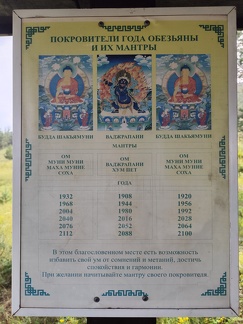 ПОКРОВИТЕЛИ ГОДА ОБЕЗЬЯНЫ
И ИХ МАНТРЫ
БУДДА ШАКЬЯМУНИ ВАДЖРАПАНИ БУДДА ШАКЬЯМУНИ
МАНТРЫ
ОМ ОМ ОМ
МУНИ МУНИ ВАДЖРАПАНИ МУНИ МУНИ
МАХА МУНИЕ ХУМ ПЕТ МАХА МУНИЕ
СОХА СОХА
ГОДА
1932 1908 1920
1968 1944 1956
2004 1980 1992
2040 2016 2028
2076 2052 2064
2112 2088 2100
В этом благословенном месте есть возможность
избавить свой ум от сомнений и метаний, достичь
спокойствия и гармонии.
При желании начитывайте мантру своего покровителя.